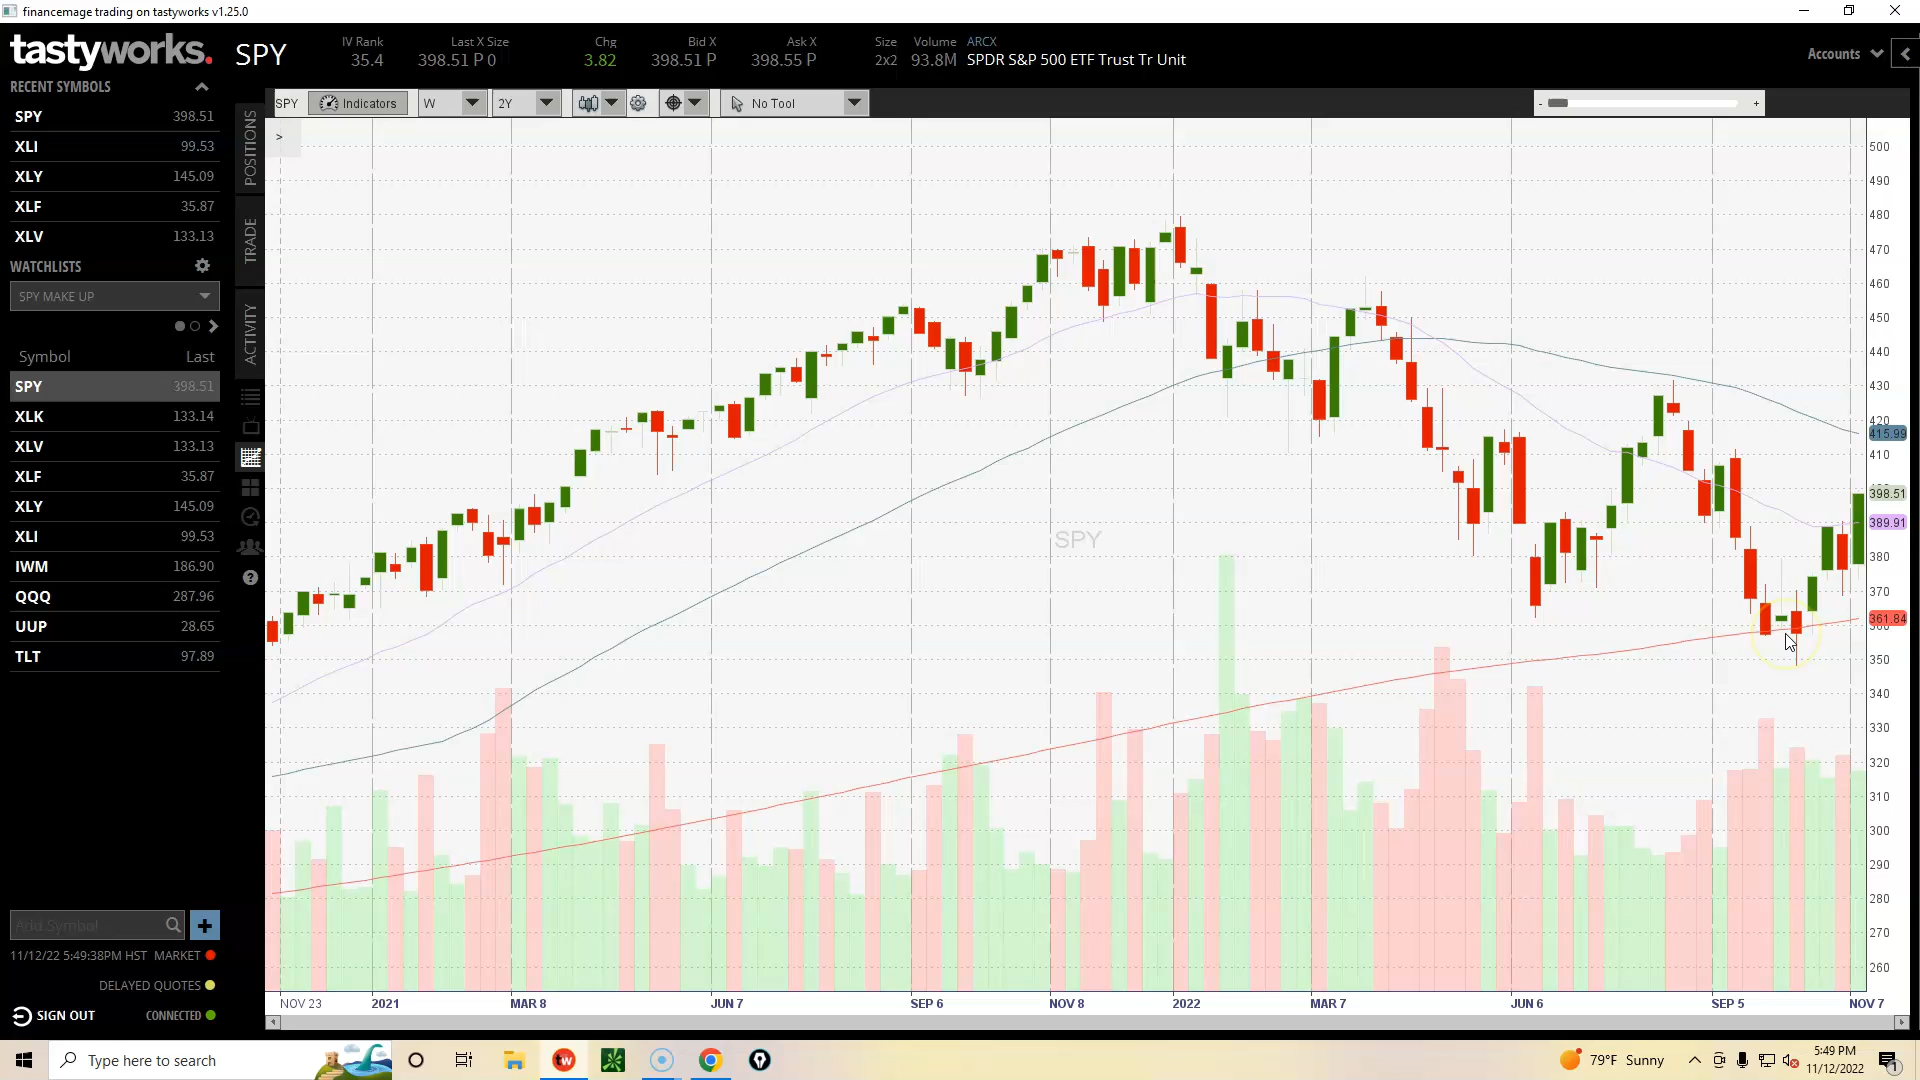 financemage trading on tastyworks v1.25.0
tastyworks.
SPY
IV Rank
35.4
Last X Size
398.51 P 0
Chg
3.82
Bid X
398.51 P
Ask X
398.55 P
Size
2x2
Volume
93.8M
ARCX
SPDR S&P 500 ETF Trust Tr Unit
Accounts
RECENT SYMBOLS
SPY 398.51
XLI 99.53
XLY 145.09
XLF 35.87
XLV 133.13
WATCHLISTS
SPY MAKE UP
Symbol Last
SPY 398.51
XLK 133.14
XLV 133.13
XLF 35.87
XLY 145.09
XLI 99.53
IWM 186.90
QQQ 287.96
UUP 28.65
TLT 97.89
Add Symbol
11/12/22 5:49:38PM HST MARKET
DELAYED QUOTES
SIGN OUT CONNECTED
POSITIONS
TRADE
ACTIVITY
SPY Indicators W 2Y No Tool
- +
>
SPY
500
490
480
470
460
450
440
430
420
415.99
410
398.51
389.91
380
370
361.84
350
340
330
320
310
300
290
280
270
260
NOV 23 2021 MAR 8 JUN 7 SEP 6 NOV 8 2022 MAR 7 JUN 6 SEP 5 NOV 7
Type here to search
tw
79°F Sunny
5:49 PM
11/12/2022
1